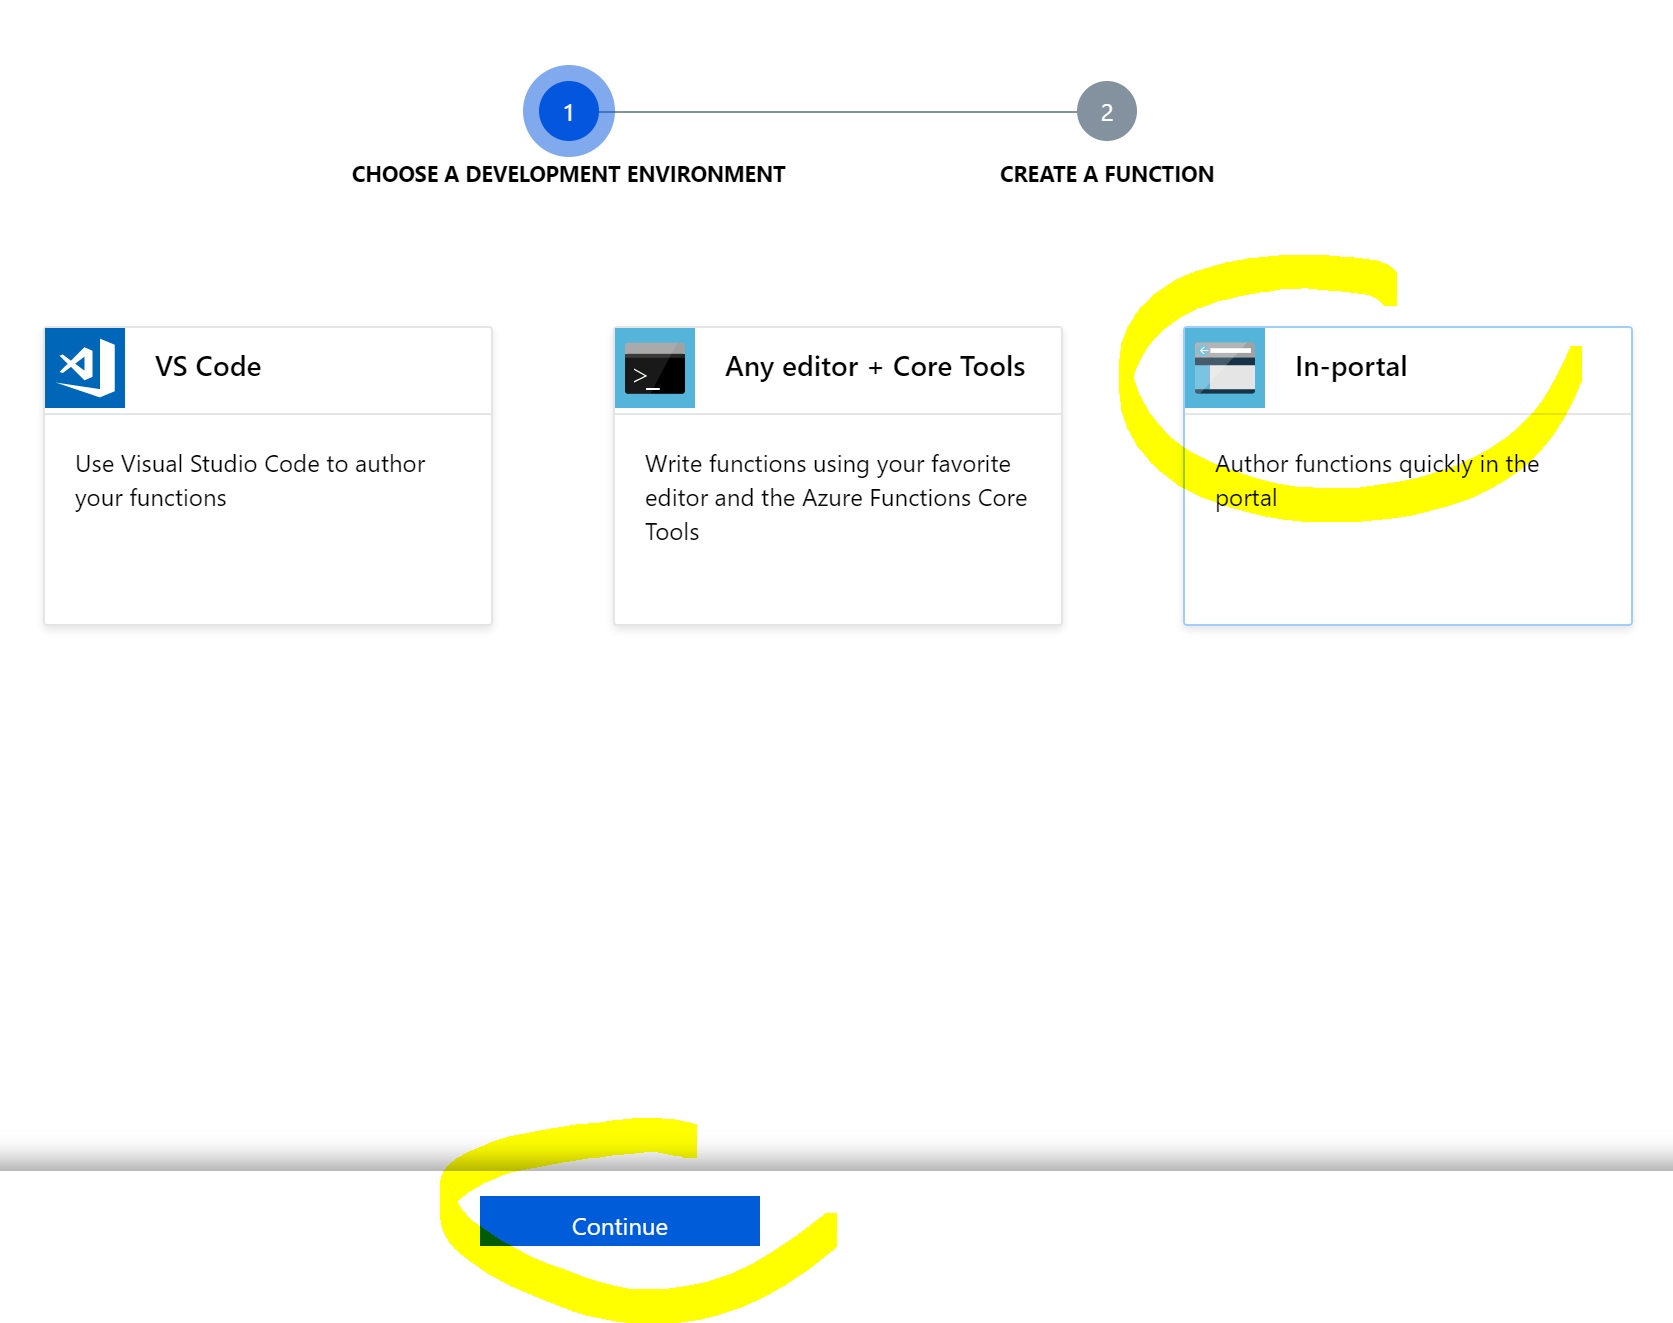 1
2
CHOOSE A DEVELOPMENT ENVIRONMENT
CREATE A FUNCTION
VS Code
Use Visual Studio Code to author
your functions
Any editor + Core Tools
Write functions using your favorite
editor and the Azure Functions Core
Tools
In-portal
Author functions quickly in the
portal
Continue